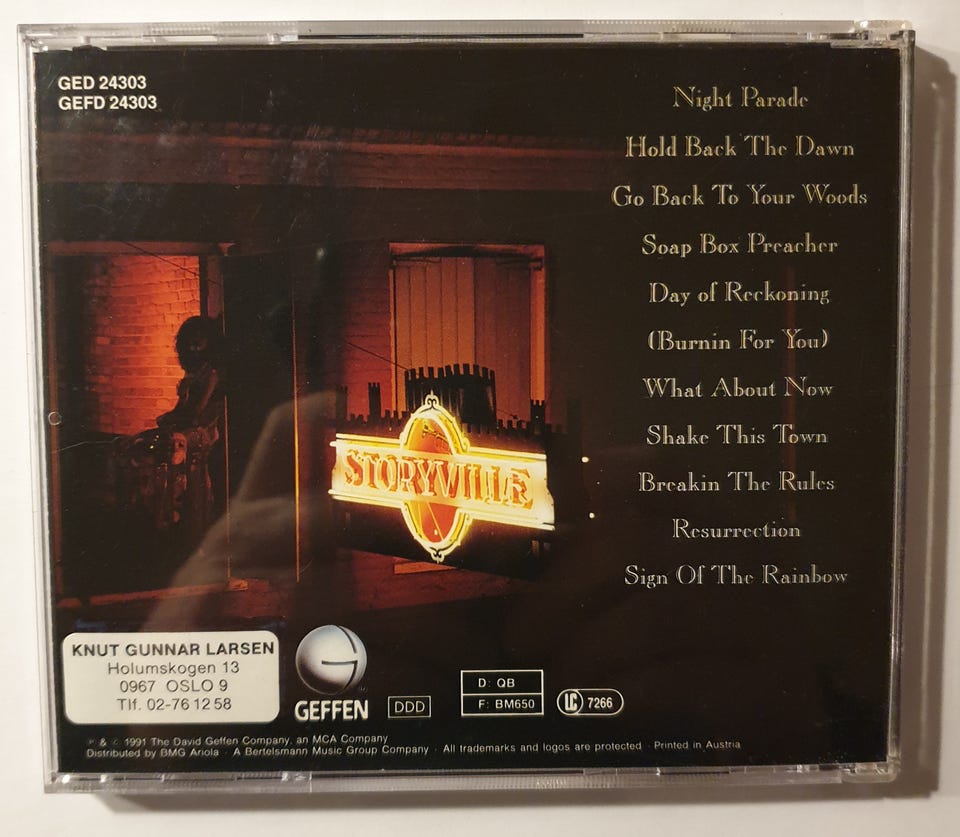 GED 24303
GEFD 24303
Night Parade
Hold Back The Dawn
Go Back To Your Woods
Soap Box Preacher
Day of Reckoning
(Burnin For You)
What About Now
Shake This Town
Breakin The Rules
Resurrection
Sign Of The Rainbow
STORYVILLE
KNUT GUNNAR LARSEN
Holumskogen 13
0967 OSLO 9
Tlf. 02-76 12 58
G
GEFFEN
DDD
D: QB
F: BM650
LC 7266
℗ & © 1991 The David Geffen Company, an MCA Company
Distributed by BMG Ariola · A Bertelsmann Music Group Company · All trademarks and logos are protected · Printed in Austria